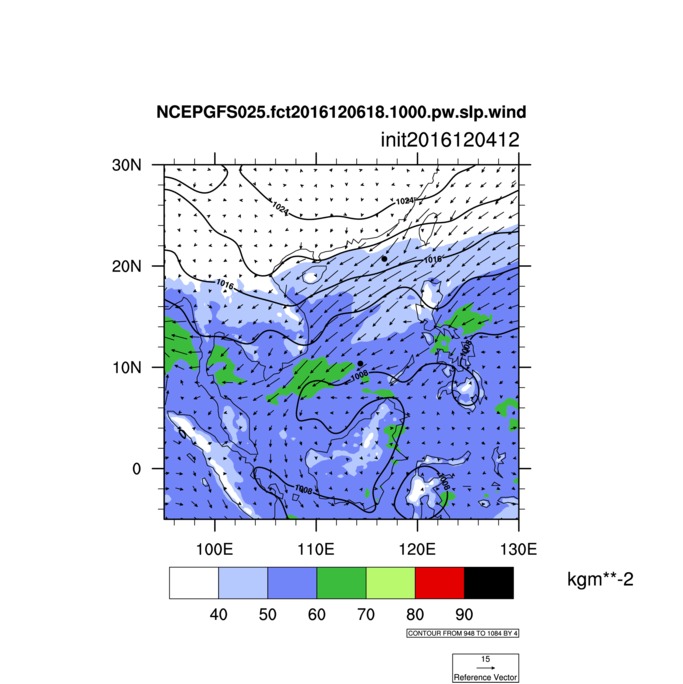 NCEPGFS025.fct2016120618.1000.pw.slp.wind
init2016120412
30N
1024
1024
20N
1016
1016
10N
1008
1008
0
1008
1008
100E 110E 120E 130E
kgm**-2
40 50 60 70 80 90
CONTOUR FROM 948 TO 1084 BY 4
15
Reference Vector